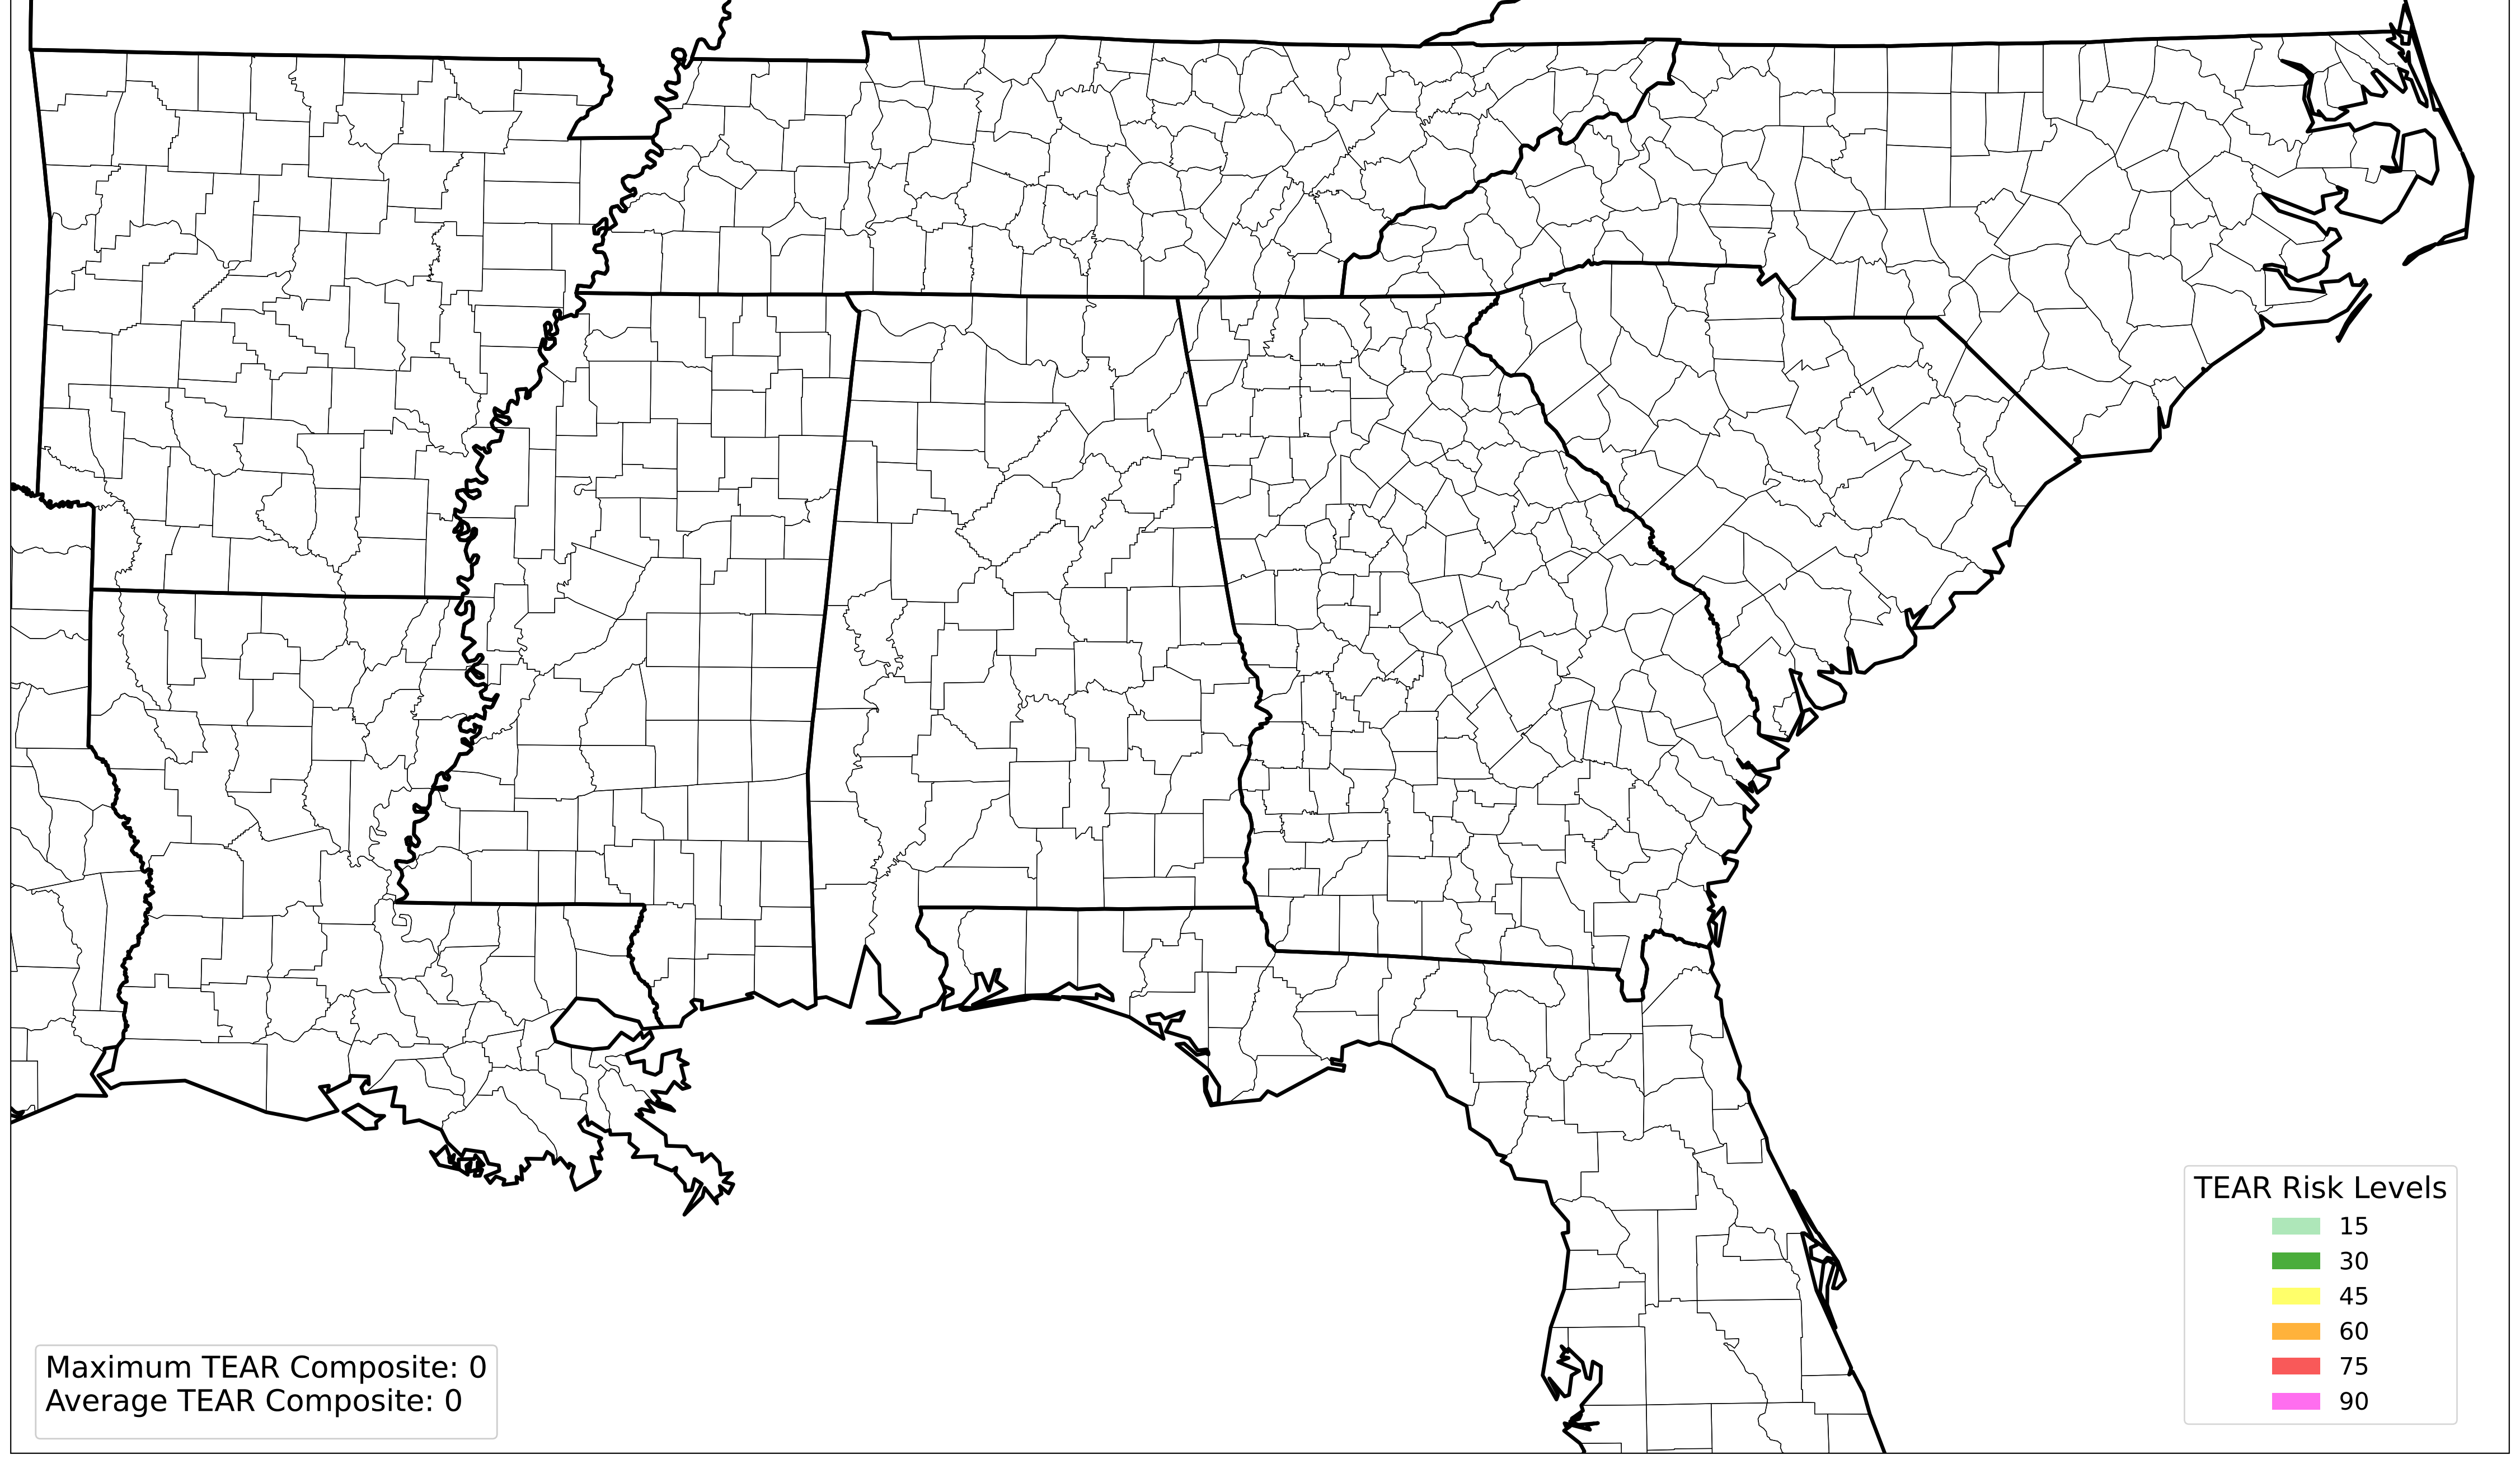 TEAR Risk Levels
15
30
45
60
75
90
Maximum TEAR Composite: 0
Average TEAR Composite: 0